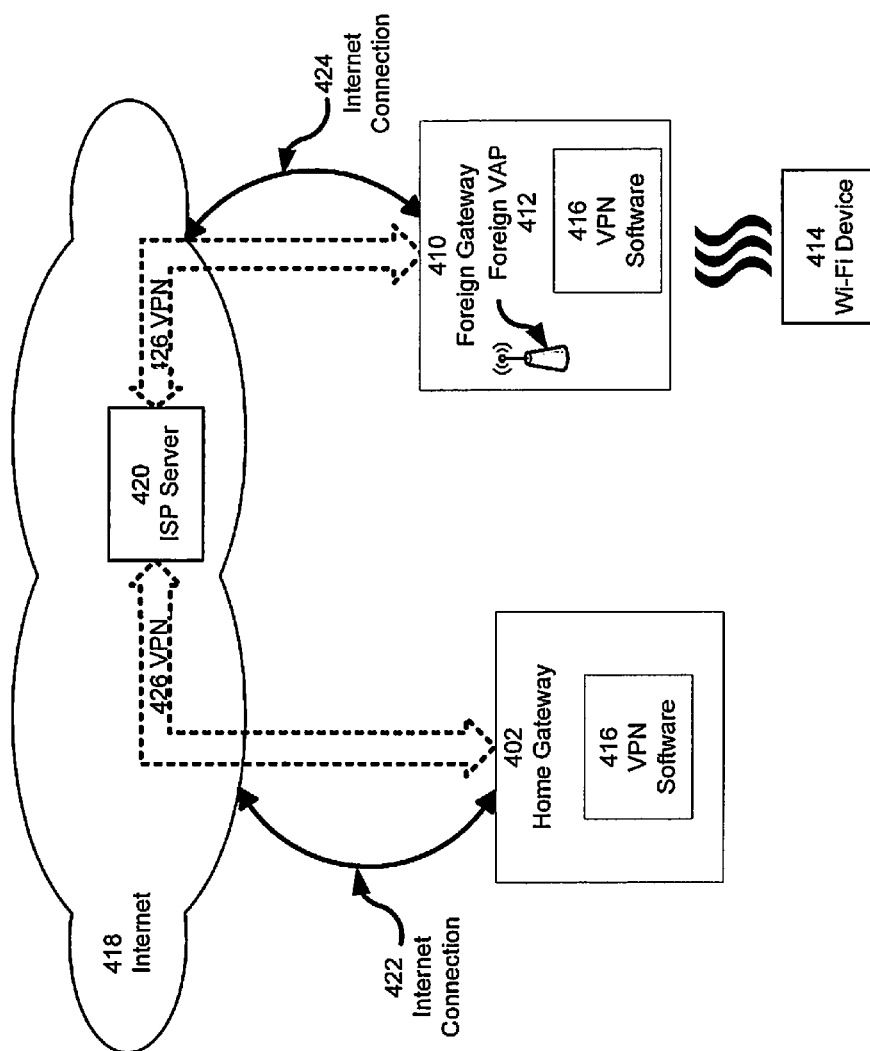 418
Internet
426 VPN
420
ISP Server
426 VPN
424
Internet
Connection
422
Internet
Connection
402
Home Gateway
416
VPN
Software
410
Foreign Gateway
Foreign VAP
412
416
VPN
Software
414
Wi-Fi Device